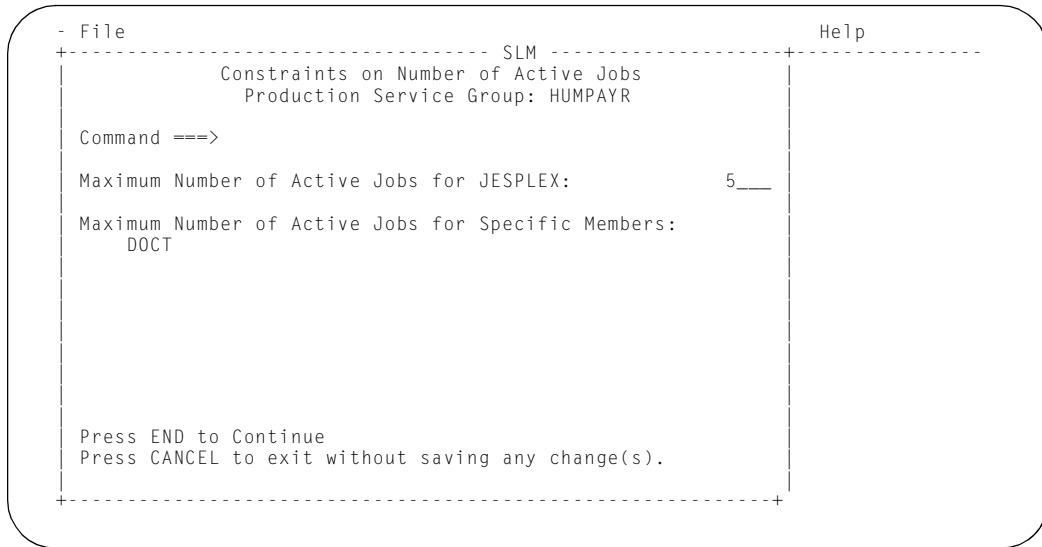 - File Help
+------------------------------------ SLM --------------------+----------------
Constraints on Number of Active Jobs
Production Service Group: HUMPAYR
Command ===>
Maximum Number of Active Jobs for JESPLEX: 5___
Maximum Number of Active Jobs for Specific Members:
DOCT
Press END to Continue
Press CANCEL to exit without saving any change(s).
+------------------------------------------------------------+